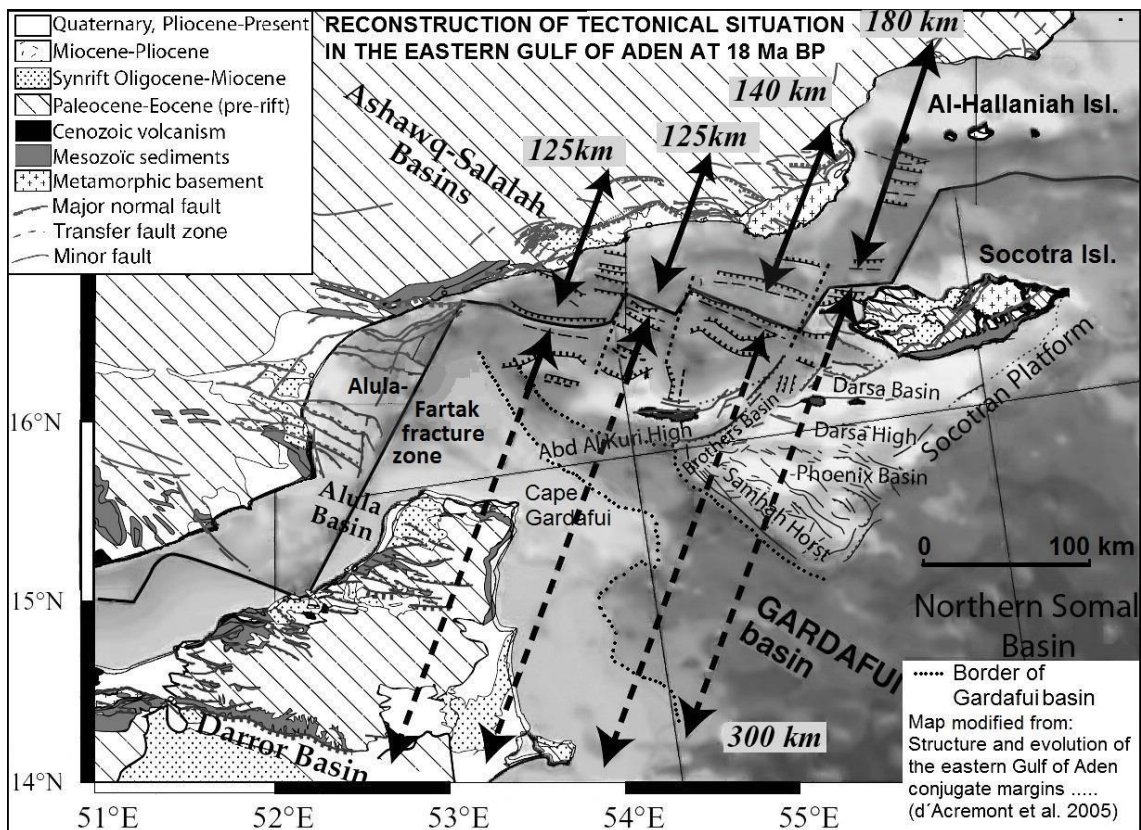 Quaternary, Pliocene-Present
Miocene-Pliocene
Synrift Oligocene-Miocene
Paleocene-Eocene (pre-rift)
Cenozoic volcanism
Mesozoïc sediments
Metamorphic basement
Major normal fault
Transfer fault zone
Minor fault
RECONSTRUCTION OF TECTONICAL SITUATION
IN THE EASTERN GULF OF ADEN AT 18 Ma BP
180 km
140 km
125km
125km
Ashawq-Salalah
Basins
Al-Hallaniah Isl.
Socotra Isl.
Alula-
Fartak
fracture
zone
Alula
Basin
Abd Al Kuri High
Brothers Basin
Darsa Basin
Darsa High
Phoenix Basin
Samhah Horst
Socotran Platform
Cape
Gardafui
0 100 km
GARDAFUI
basin
Northern Somal
Basin
300 km
Darror Basin
Border of
Gardafui basin
Map modified from:
Structure and evolution of
the eastern Gulf of Aden
conjugate margins .....
(d´Acremont et al. 2005)
16°N
15°N
14°N
51°E 52°E 53°E 54°E 55°E